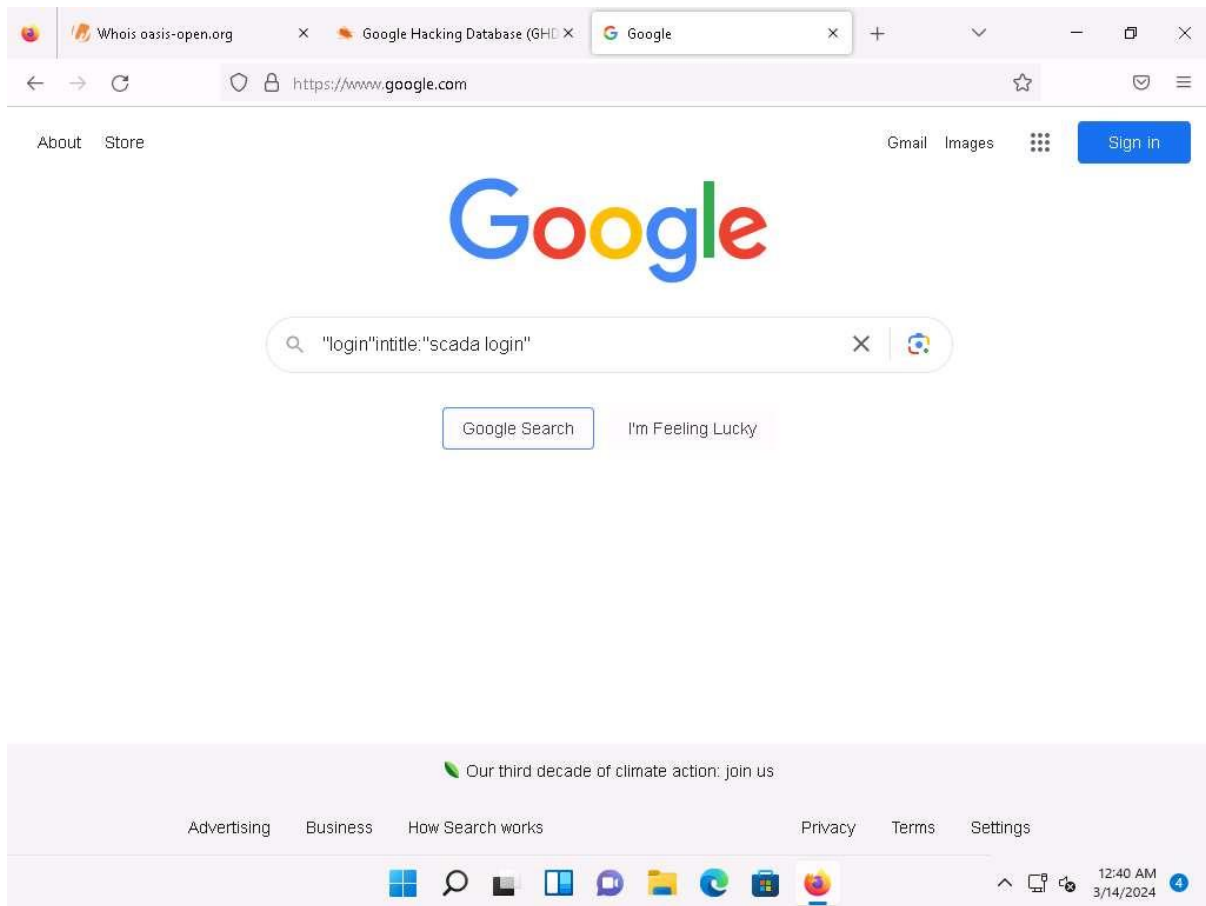 Whois oasis-open.org
Google Hacking Database (GHD
G Google
https://www.google.com
About Store
Gmail Images
Sign in
Google
"login"intitle:"scada login"
Google Search
I'm Feeling Lucky
Our third decade of climate action: join us
Advertising Business How Search works
Privacy Terms Settings
12:40 AM
3/14/2024
4